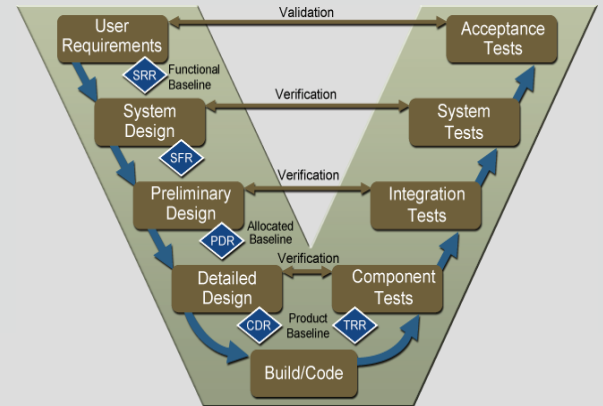 Validation
User
Requirements
Acceptance
Tests
SRR
Functional
Baseline
Verification
System
Design
System
Tests
SFR
Verification
Preliminary
Design
Integration
Tests
PDR
Allocated
Baseline
Verification
Detailed
Design
Component
Tests
CDR
Product
Baseline
TRR
Build/Code